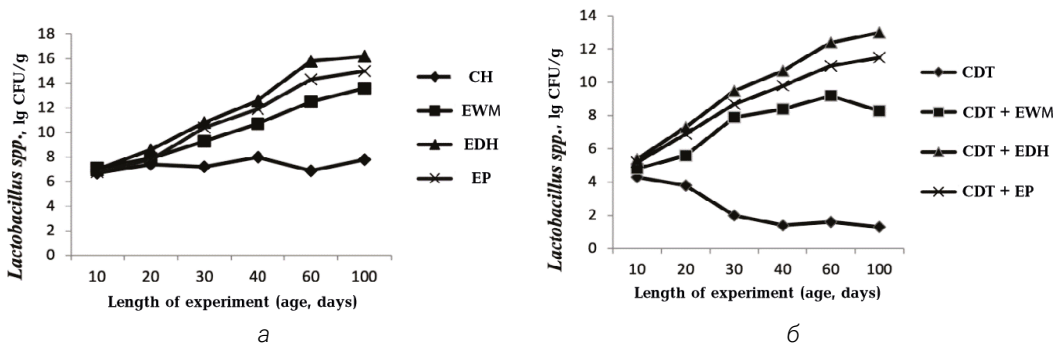 Lactobacillus spp., lg CFU/g
18
16
14
12
10
8
6
4
2
0
10 20 30 40 60 100
Length of experiment (age, days)
CH
EWM
EDH
EP
а
Lactobacillus spp., lg CFU/g
14
12
10
8
6
4
2
0
10 20 30 40 60 100
Length of experiment (age, days)
CDT
CDT + EWM
CDT + EDH
CDT + EP
б